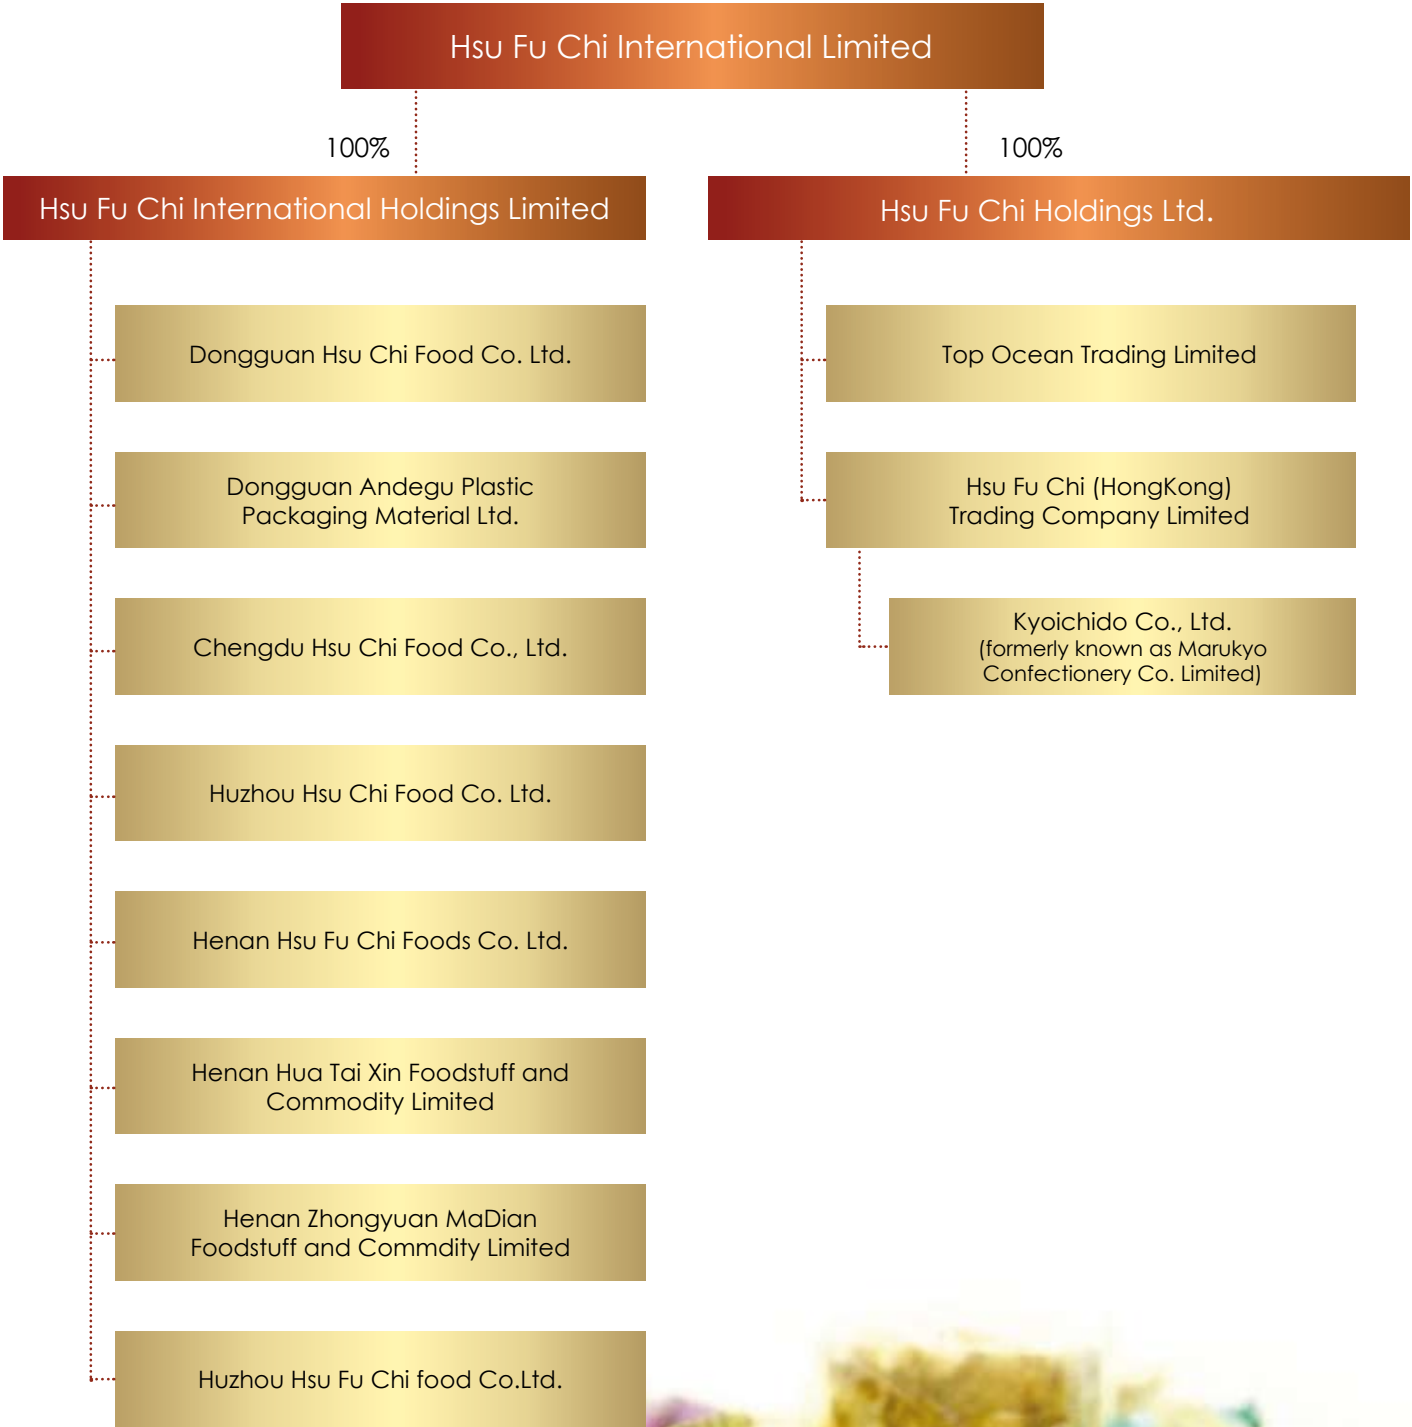 Hsu Fu Chi International Limited
100%
100%
Hsu Fu Chi International Holdings Limited
Hsu Fu Chi Holdings Ltd.
Dongguan Hsu Chi Food Co. Ltd.
Dongguan Andegu Plastic
Packaging Material Ltd.
Chengdu Hsu Chi Food Co., Ltd.
Huzhou Hsu Chi Food Co. Ltd.
Henan Hsu Fu Chi Foods Co. Ltd.
Henan Hua Tai Xin Foodstuff and
Commodity Limited
Henan Zhongyuan MaDian
Foodstuff and Commdity Limited
Huzhou Hsu Fu Chi food Co.Ltd.
Top Ocean Trading Limited
Hsu Fu Chi (HongKong)
Trading Company Limited
Kyoichido Co., Ltd.
(formerly known as Marukyo
Confectionery Co. Limited)